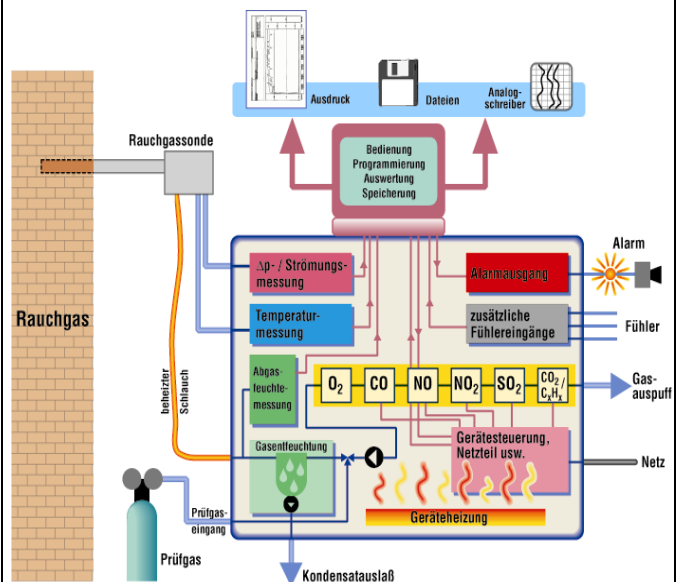 Ausdruck
Dateien
Analog-
schreiber
Rauchgassonde
Bedienung
Programmierung
Auswertung
Speicherung
Alarm
Δp- / Strömungs-
messung
Alarmausgang
Rauchgas
Temperatur-
messung
zusätzliche
Fühlereingänge
Fühler
beheizter
Schlauch
Abgas-
feuchte-
messung
O₂
CO
NO
NO₂
SO₂
CO₂ /
CₓHₓ
Gas-
auspuff
Gasentfeuchtung
Gerätesteuerung,
Netzteil usw.
Netz
Prüfgas-
eingang
Geräteheizung
Prüfgas
Kondensatauslaß